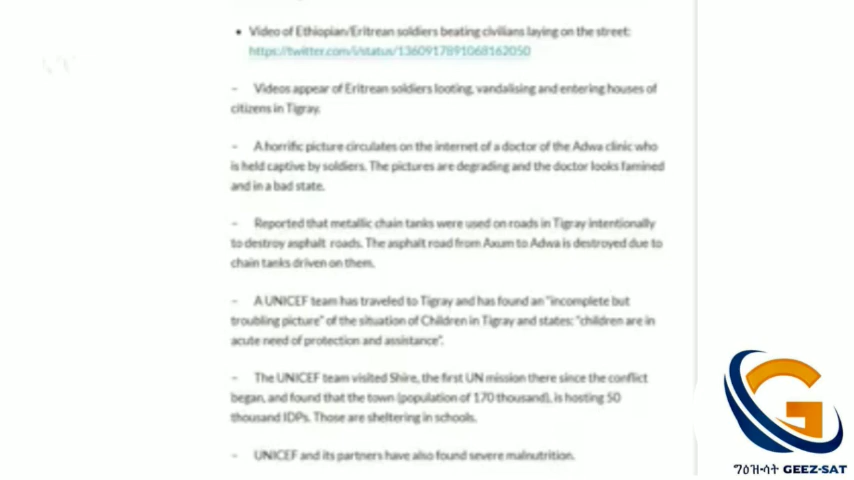 • Video of Ethiopian/Eritrean soldiers beating civilians laying on the street:
https://twitter.com/i/status/1360917891068162050
– Videos appear of Eritrean soldiers looting, vandalising and entering houses of
citizens in Tigray.
– A horrific picture circulates on the internet of a doctor of the Adwa clinic who
is held captive by soldiers. The pictures are degrading and the doctor looks famined
and in a bad state.
– Reported that metallic chain tanks were used on roads in Tigray intentionally
to destroy asphalt roads. The asphalt road from Axum to Adwa is destroyed due to
chain tanks driven on them.
– A UNICEF team has traveled to Tigray and has found an "incomplete but
troubling picture" of the situation of Children in Tigray and states: "children are in
acute need of protection and assistance".
– The UNICEF team visited Shire, the first UN mission there since the conflict
began, and found that the town (population of 170 thousand), is hosting 50
thousand IDPs. Those are sheltering in schools.
– UNICEF and its partners have also found severe malnutrition.
G
ግዕዝ-ሳት GEEZ-SAT